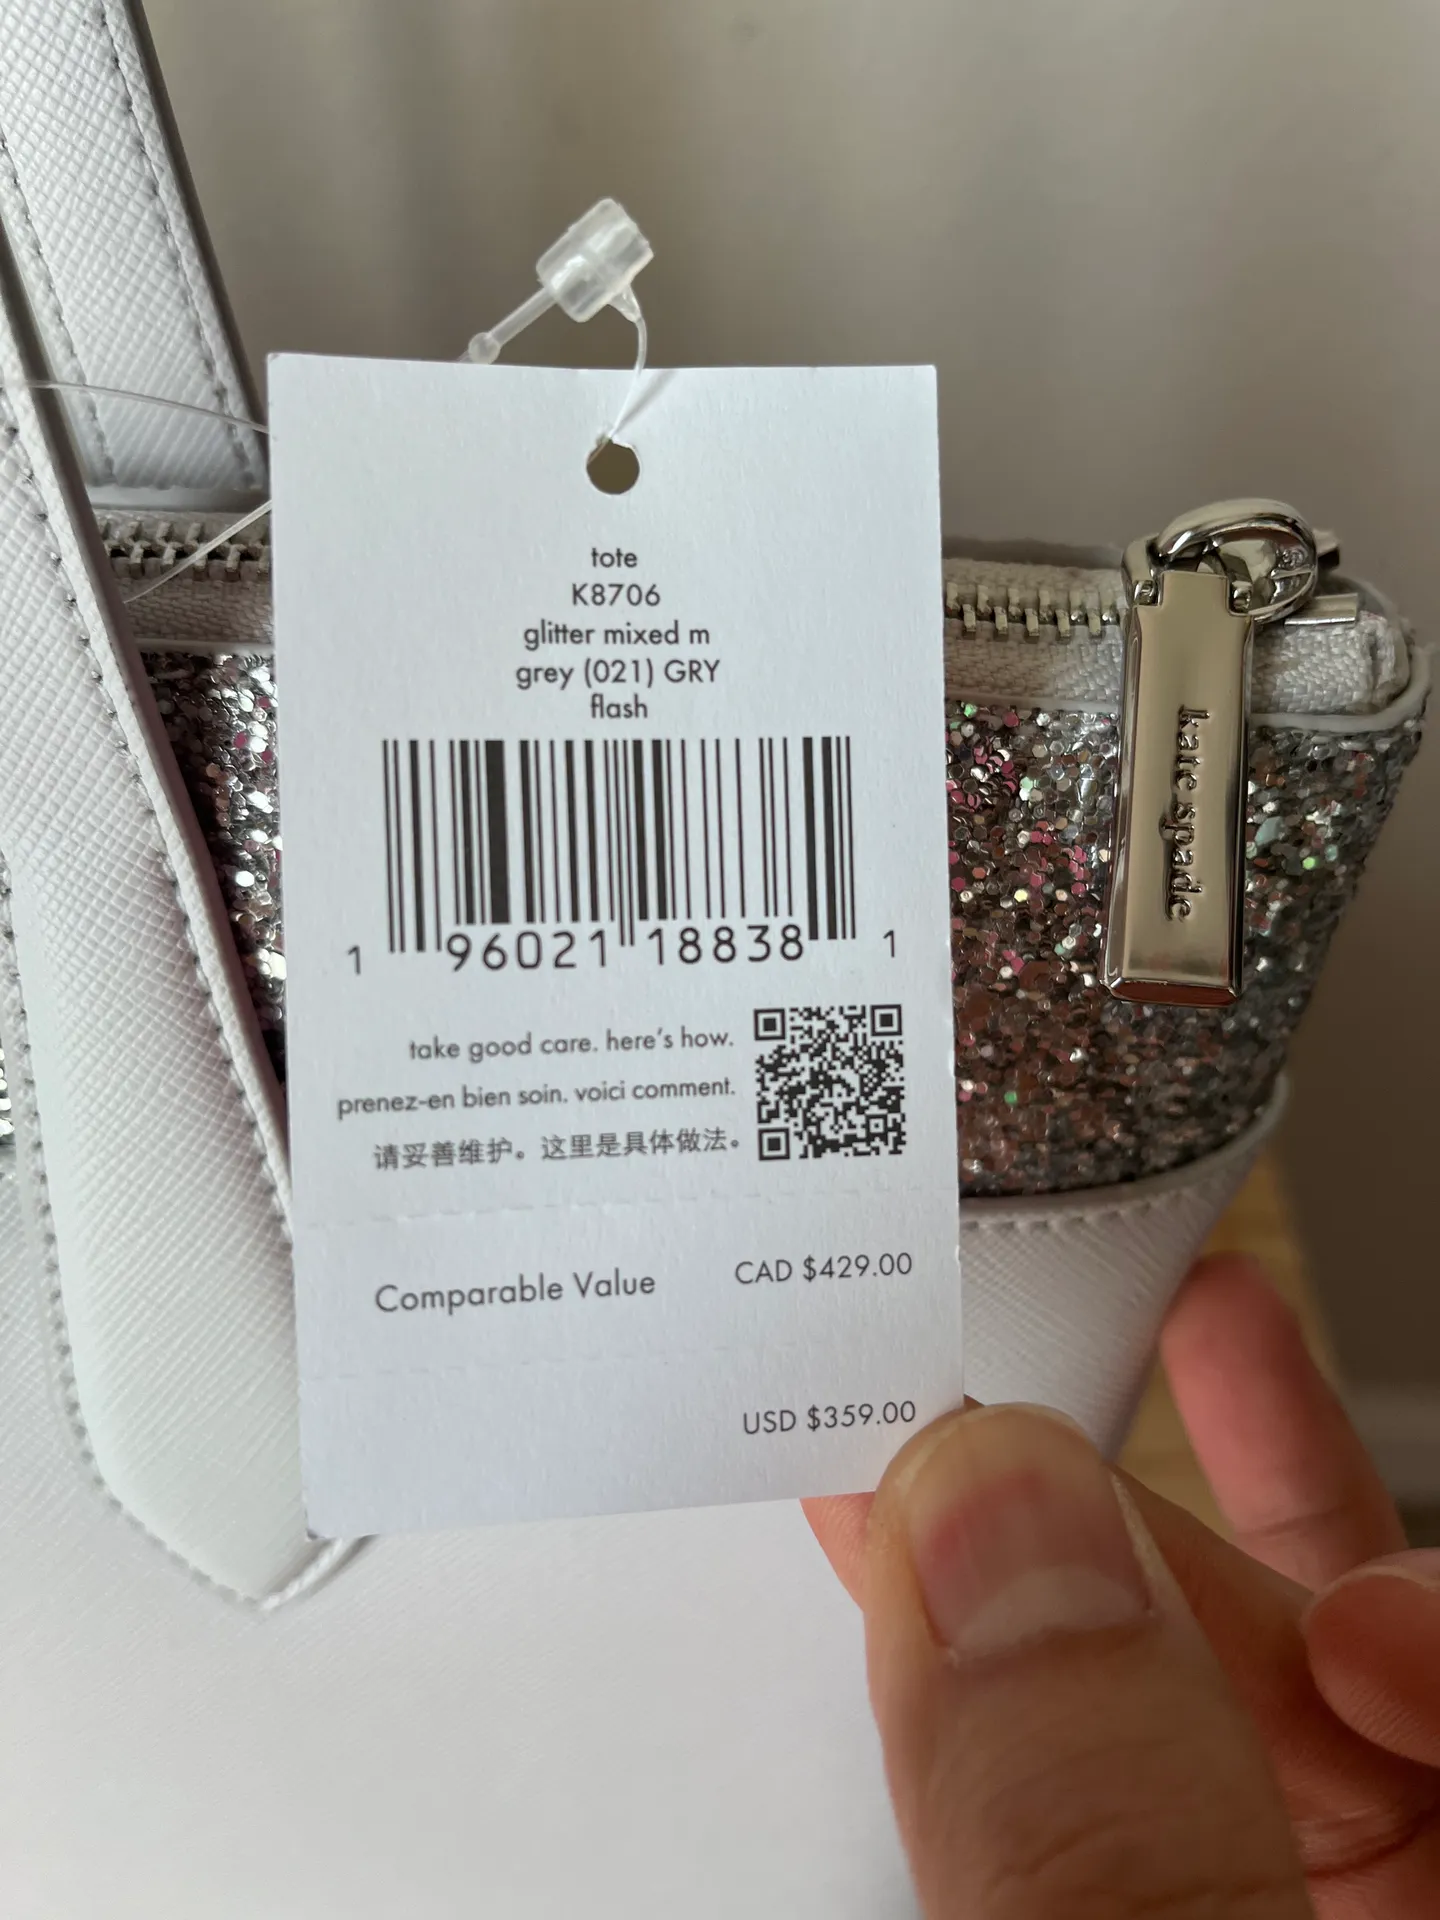 tote
K8706
glitter mixed m
grey (021) GRY
flash
1 96021 18838 1
take good care. here's how.
prenez-en bien soin. voici comment.
请妥善维护。这里是具体做法。
Comparable Value CAD $429.00
USD $359.00
kate spade